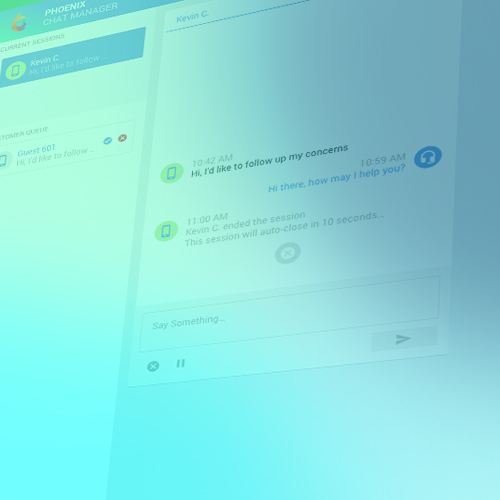 PHOENIX
CHAT MANAGER
CURRENT SESSIONS:
Kevin C.
Hi, I'd like to follow ...
TOMER QUEUE
Guest 601
Hi, I'd like to follow ...
Kevin C.
10:42 AM
Hi, I'd like to follow up my concerns
10:59 AM
Hi there, how may I help you?
11:00 AM
Kevin C. ended the session
This session will auto-close in 10 seconds...
Say Something...